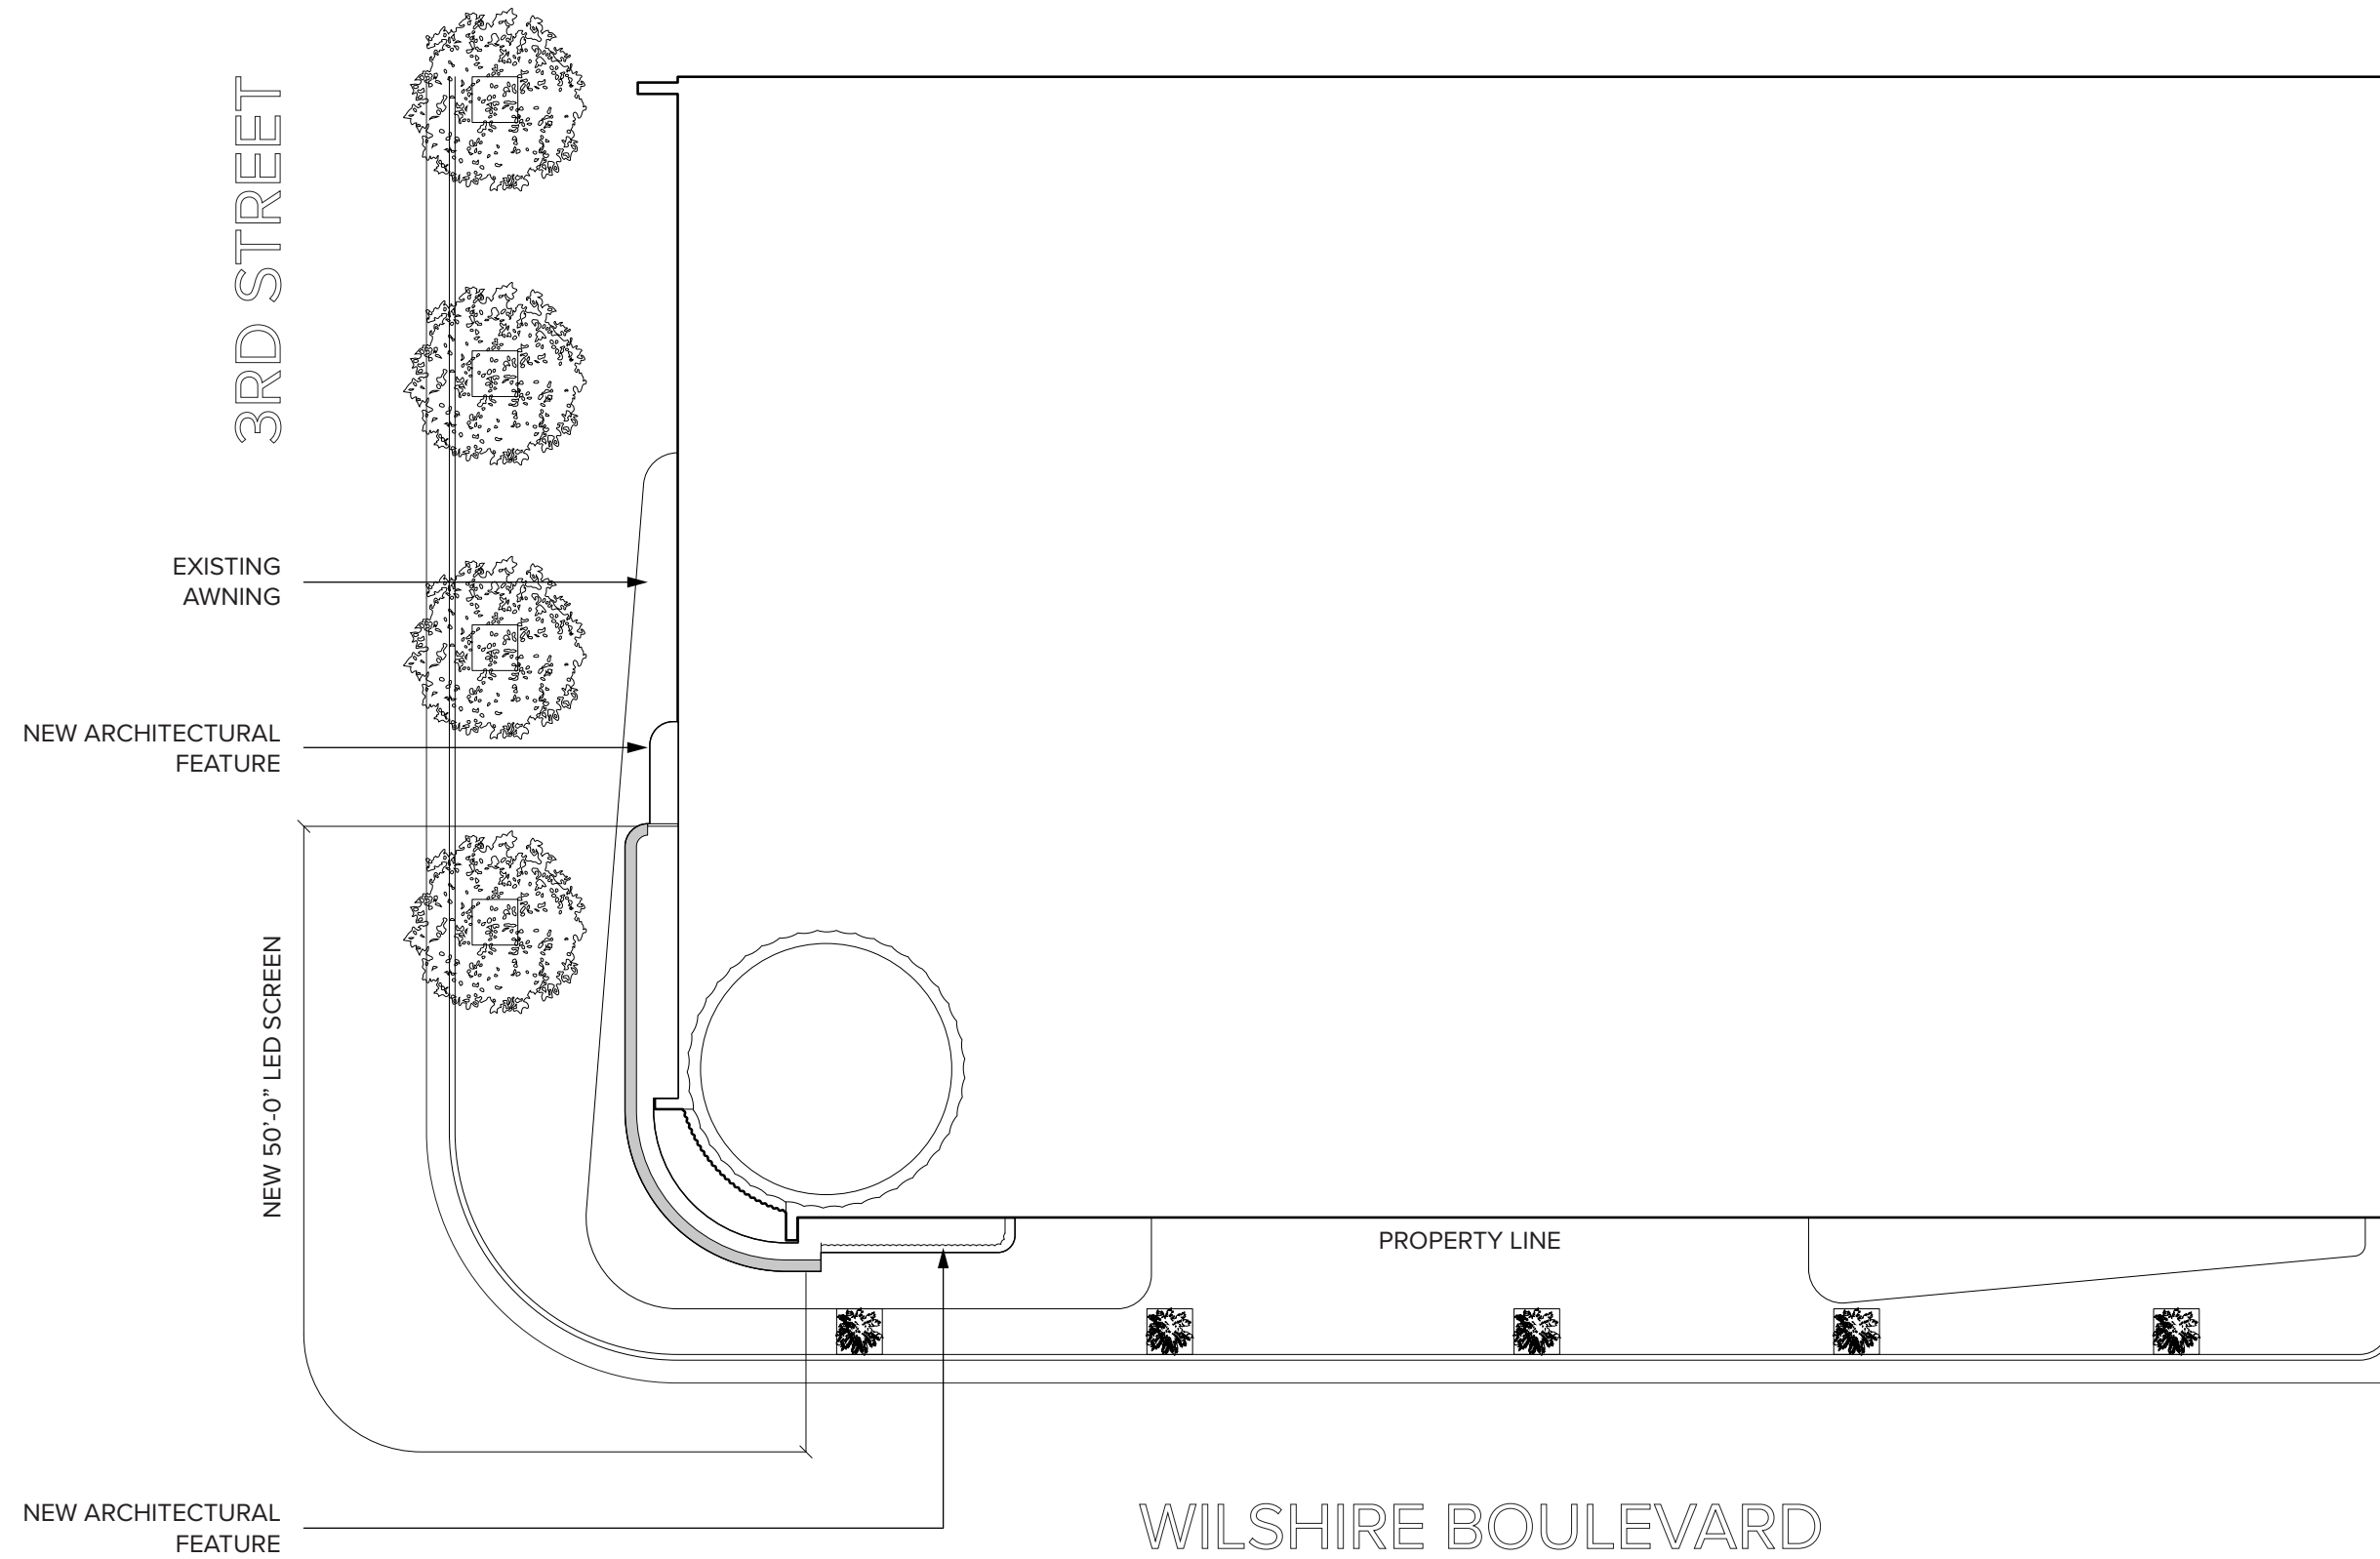 3RD STREET
EXISTING
AWNING
NEW ARCHITECTURAL
FEATURE
NEW 50’-0” LED SCREEN
PROPERTY LINE
NEW ARCHITECTURAL
FEATURE
WILSHIRE BOULEVARD